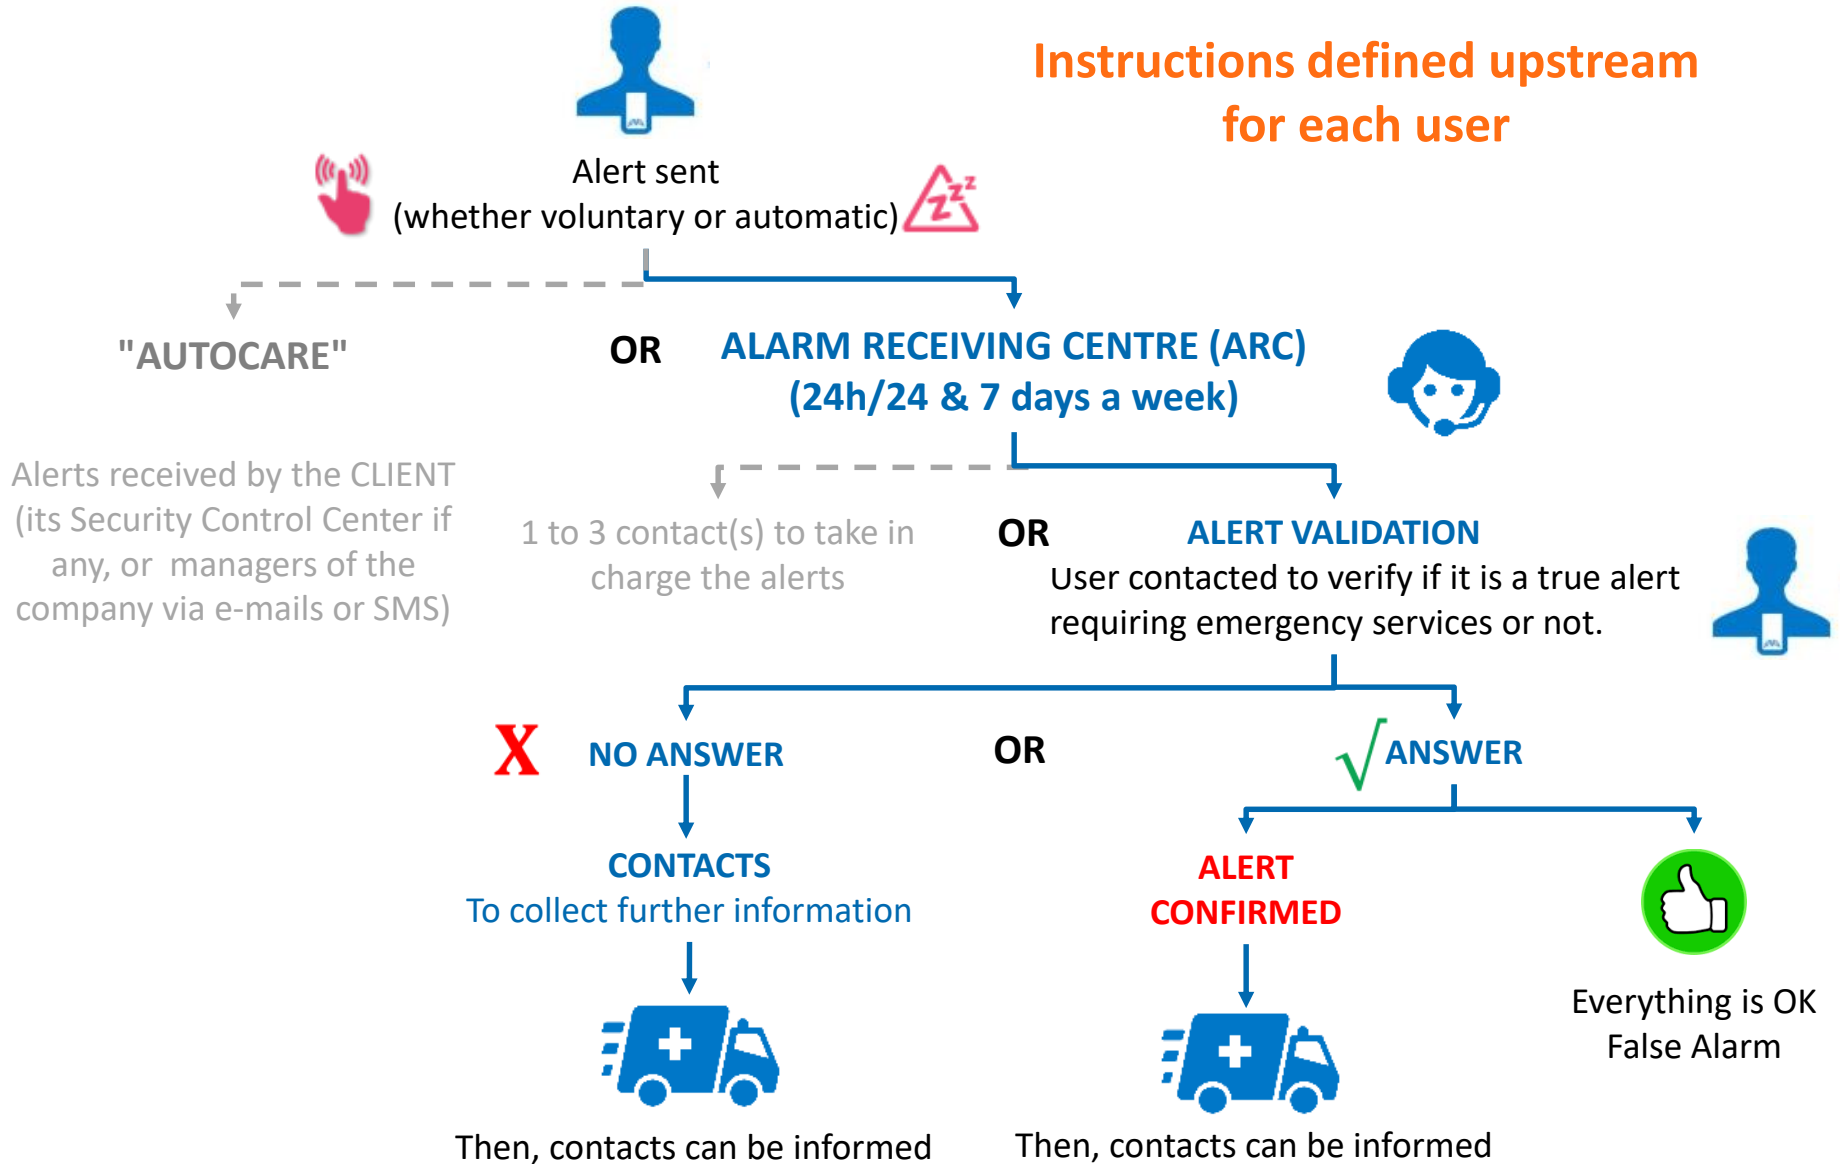 Instructions defined upstream
for each user
Alert sent
(whether voluntary or automatic)
zzz
"AUTOCARE"
OR
ALARM RECEIVING CENTRE (ARC)
(24h/24 & 7 days a week)
Alerts received by the CLIENT
(its Security Control Center if
any, or managers of the
company via e-mails or SMS)
1 to 3 contact(s) to take in
charge the alerts
OR
ALERT VALIDATION
User contacted to verify if it is a true alert
requiring emergency services or not.
X
NO ANSWER
OR
√
ANSWER
CONTACTS
To collect further information
ALERT
CONFIRMED
Everything is OK
False Alarm
Then, contacts can be informed
Then, contacts can be informed